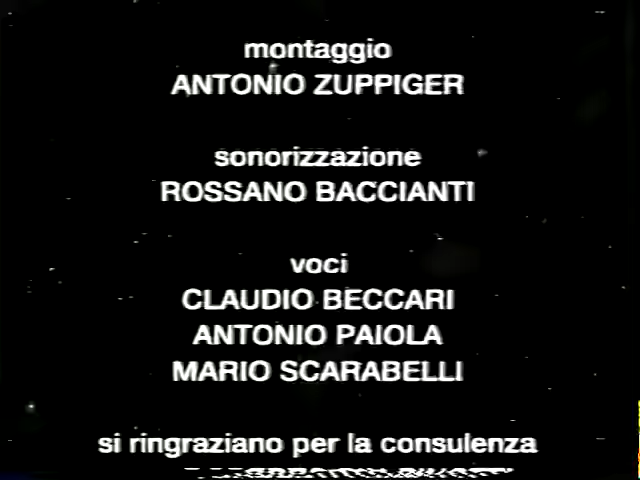 montaggio
ANTONIO ZUPPIGER
sonorizzazione
ROSSANO BACCIANTI
voci
CLAUDIO BECCARI
ANTONIO PAIOLA
MARIO SCARABELLI
si ringraziano per la consulenza